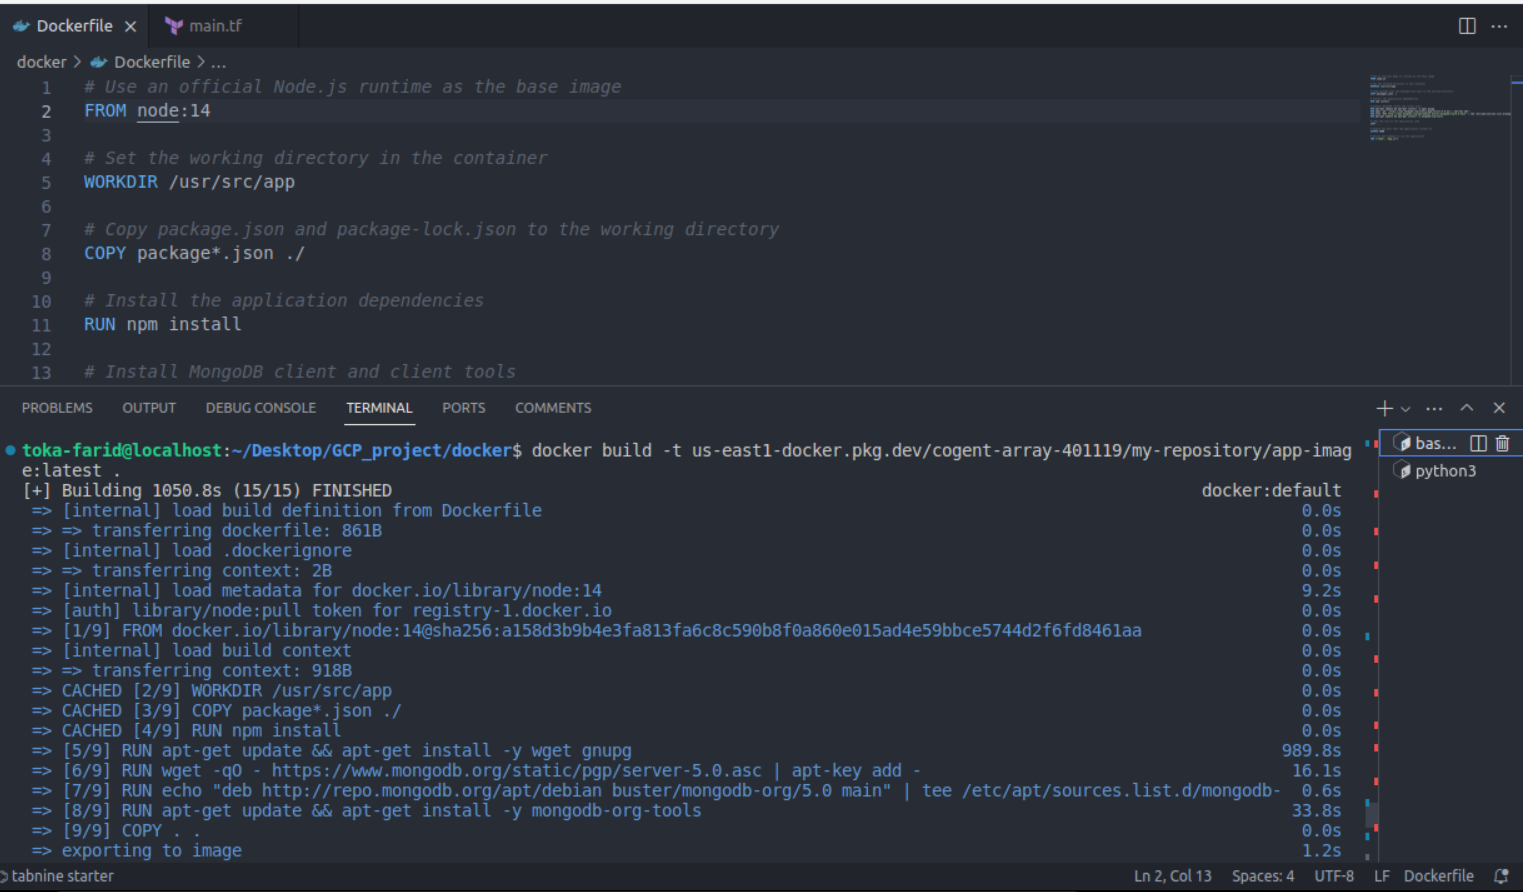 Dockerfile × main.tf
docker > Dockerfile > ...
1 # Use an official Node.js runtime as the base image
2 FROM node:14
3
4 # Set the working directory in the container
5 WORKDIR /usr/src/app
6
7 # Copy package.json and package-lock.json to the working directory
8 COPY package*.json ./
9
10 # Install the application dependencies
11 RUN npm install
12
13 # Install MongoDB client and client tools
PROBLEMS OUTPUT DEBUG CONSOLE TERMINAL PORTS COMMENTS
toka-farid@localhost:~/Desktop/GCP_project/docker$ docker build -t us-east1-docker.pkg.dev/cogent-array-401119/my-repository/app-imag
e:latest .
[+] Building 1050.8s (15/15) FINISHED docker:default
=> [internal] load build definition from Dockerfile 0.0s
=> => transferring dockerfile: 861B 0.0s
=> [internal] load .dockerignore 0.0s
=> => transferring context: 2B 0.0s
=> [internal] load metadata for docker.io/library/node:14 9.2s
=> [auth] library/node:pull token for registry-1.docker.io 0.0s
=> [1/9] FROM docker.io/library/node:14@sha256:a158d3b9b4e3fa813fa6c8c590b8f0a860e015ad4e59bbce5744d2f6fd8461aa 0.0s
=> [internal] load build context 0.0s
=> => transferring context: 918B 0.0s
=> CACHED [2/9] WORKDIR /usr/src/app 0.0s
=> CACHED [3/9] COPY package*.json ./ 0.0s
=> CACHED [4/9] RUN npm install 0.0s
=> [5/9] RUN apt-get update && apt-get install -y wget gnupg 989.8s
=> [6/9] RUN wget -qO - https://www.mongodb.org/static/pgp/server-5.0.asc | apt-key add - 16.1s
=> [7/9] RUN echo "deb http://repo.mongodb.org/apt/debian buster/mongodb-org/5.0 main" | tee /etc/apt/sources.list.d/mongodb- 0.6s
=> [8/9] RUN apt-get update && apt-get install -y mongodb-org-tools 33.8s
=> [9/9] COPY . . 0.0s
=> exporting to image 1.2s
bas...
python3
tabnine starter Ln 2, Col 13 Spaces: 4 UTF-8 LF Dockerfile